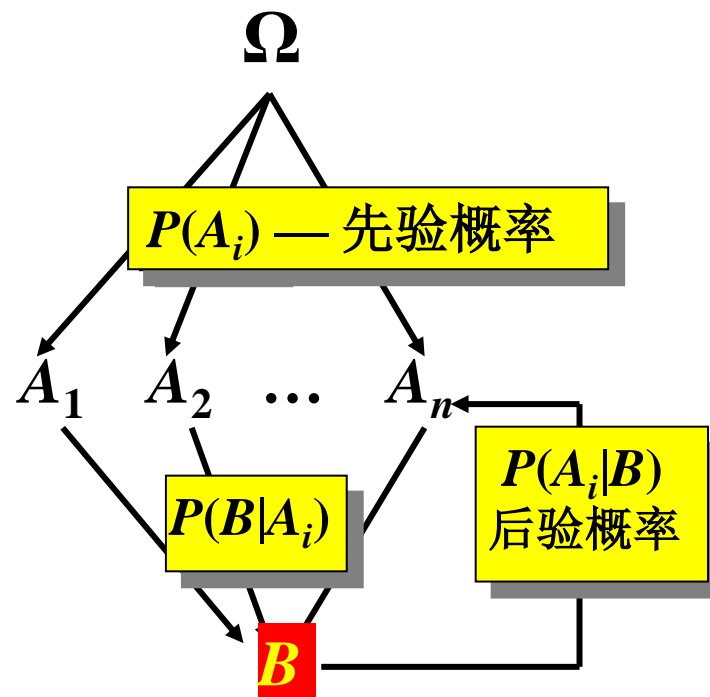 Ω
P(Aᵢ) — 先验概率
A₁ A₂ … Aₙ
P(Aᵢ|B)
后验概率
P(B|Aᵢ)
B